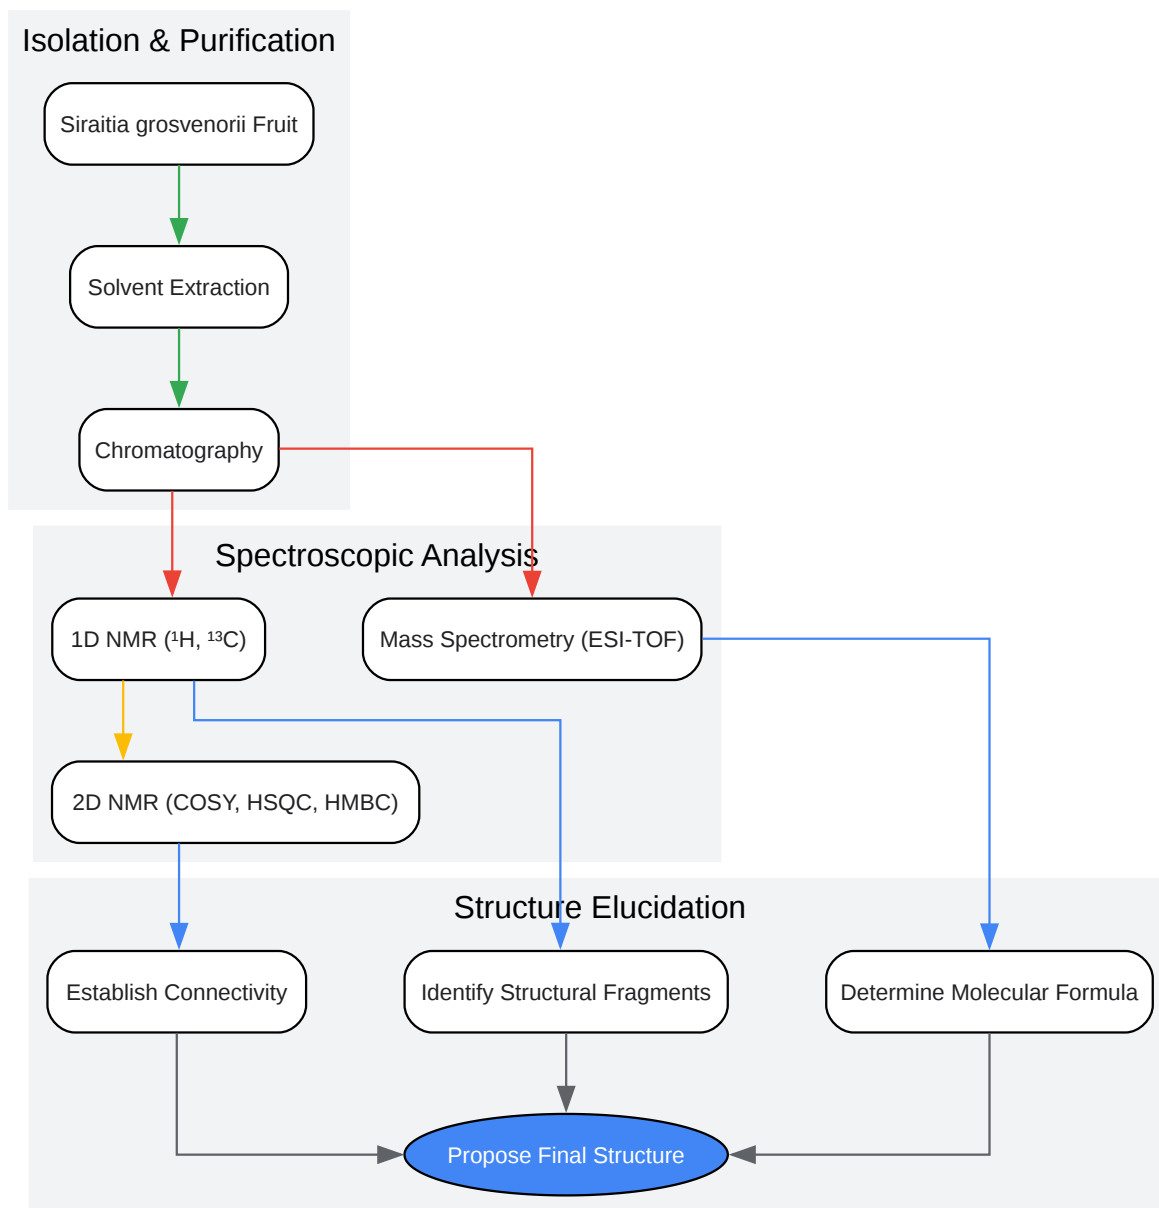 Isolation & Purification
Siraitia grosvenorii Fruit
Solvent Extraction
Chromatography
Spectroscopic Analysis
1D NMR (¹H, ¹³C)
Mass Spectrometry (ESI-TOF)
2D NMR (COSY, HSQC, HMBC)
Structure Elucidation
Establish Connectivity
Identify Structural Fragments
Determine Molecular Formula
Propose Final Structure